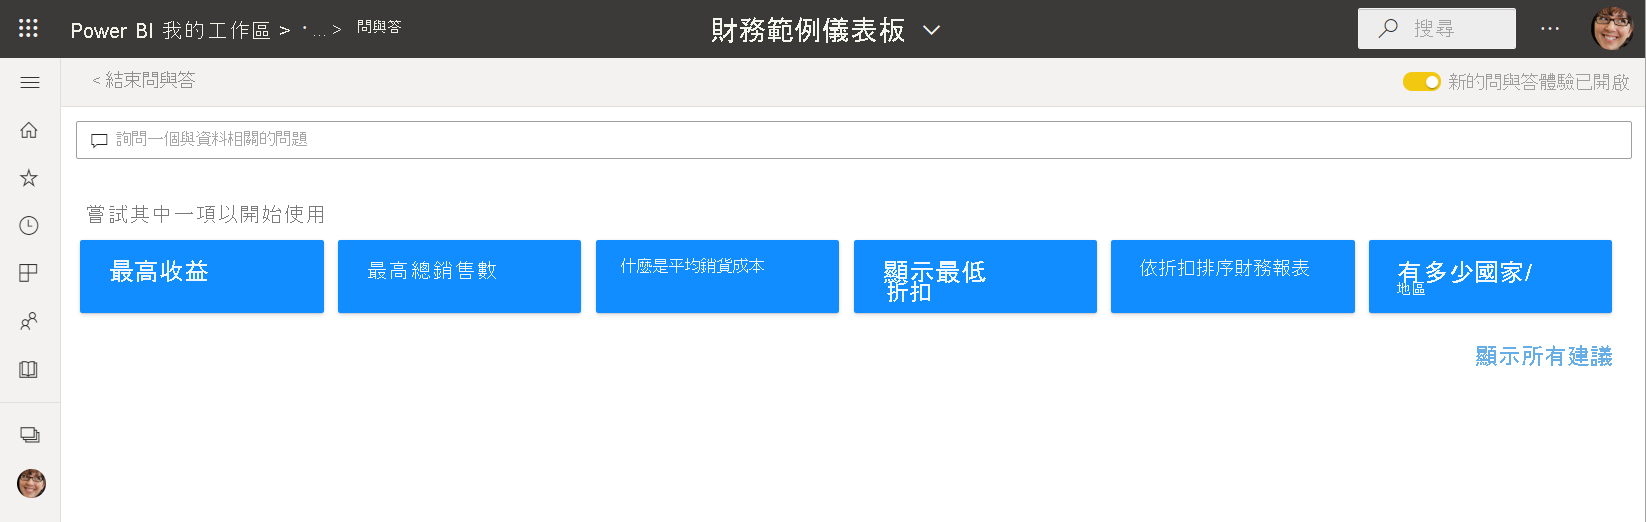 Power BI 我的工作區 > ... > 問與答
財務範例儀表板
搜尋
< 結束問與答
新的問與答體驗已開啟
詢問一個與資料相關的問題
嘗試其中一項以開始使用
最高收益
最高總銷售數
什麼是平均銷貨成本
顯示最低
折扣
依折扣排序財務報表
有多少國家/
地區
顯示所有建議